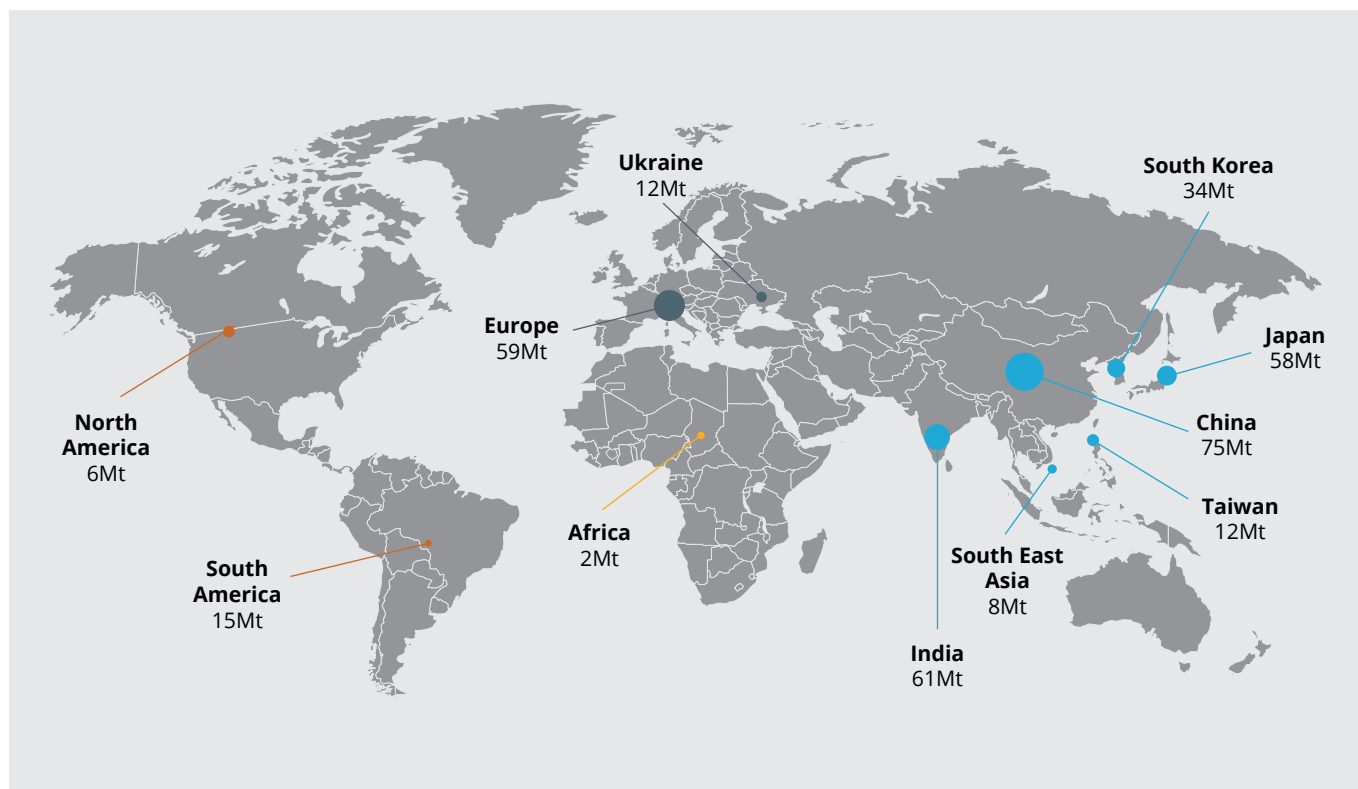 Ukraine
12Mt
South Korea
34Mt
Europe
59Mt
Japan
58Mt
North
America
6Mt
China
75Mt
Africa
2Mt
Taiwan
12Mt
South
America
15Mt
South East
Asia
8Mt
India
61Mt